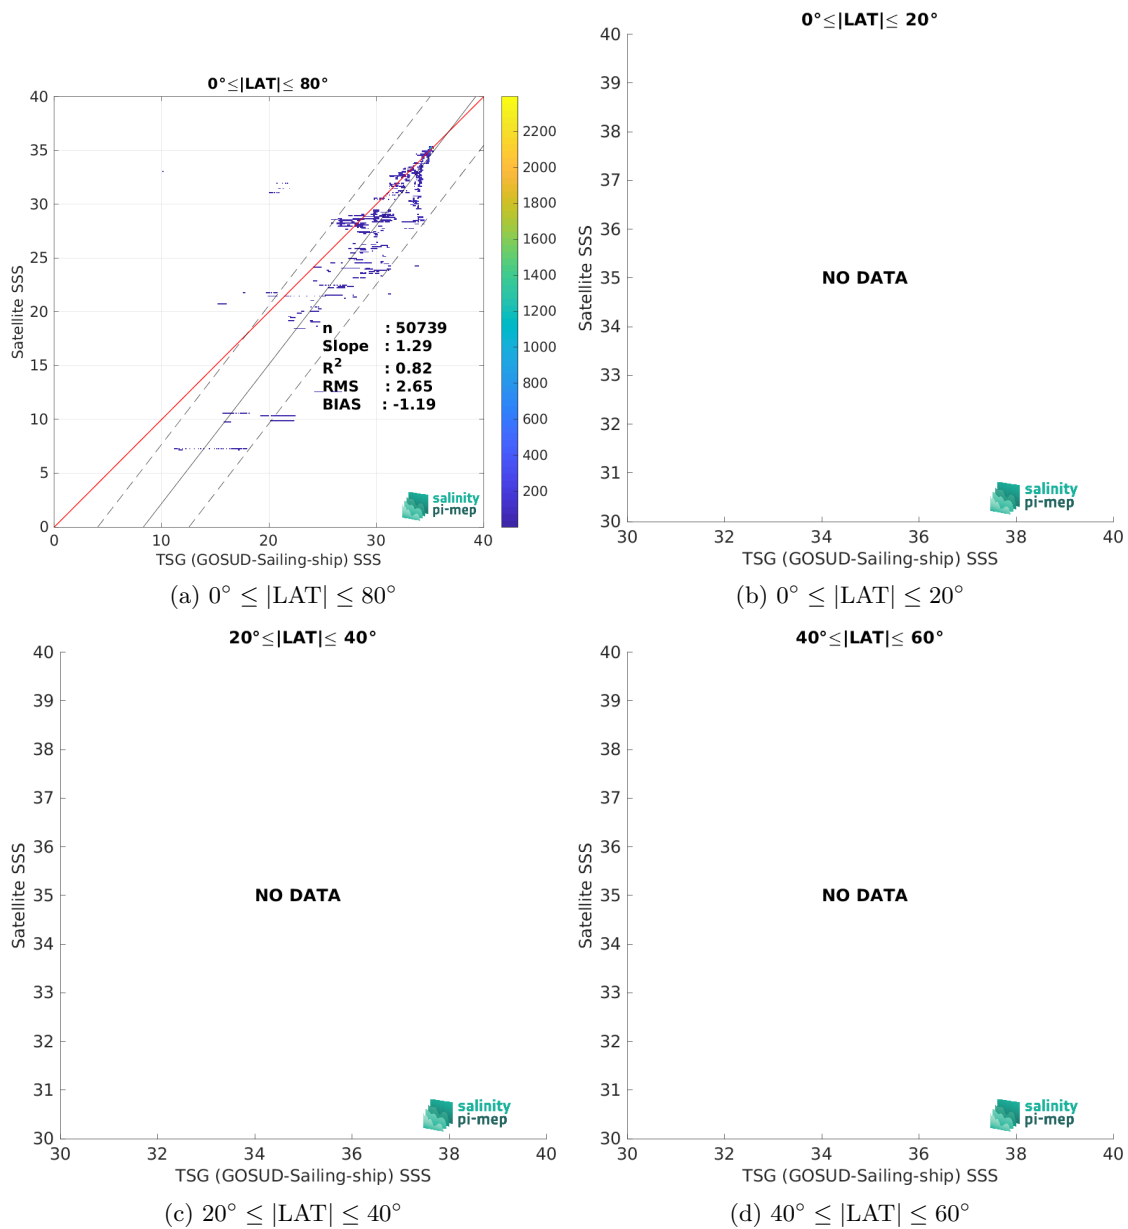 0°≤|LAT|≤ 80°
40
35
30
25
20
15
10
5
0
Satellite SSS
0
10
20
30
40
TSG (GOSUD-Sailing-ship) SSS
2200
2000
1800
1600
1400
1200
1000
800
600
400
200
n : 50739
Slope : 1.29
R² : 0.82
RMS : 2.65
BIAS : -1.19
salinity
pi-mep
(a) 0° ≤ |LAT| ≤ 80°
0°≤|LAT|≤ 20°
40
39
38
37
36
35
34
33
32
31
30
Satellite SSS
NO DATA
salinity
pi-mep
30
32
34
36
38
40
TSG (GOSUD-Sailing-ship) SSS
(b) 0° ≤ |LAT| ≤ 20°
20°≤|LAT|≤ 40°
40
39
38
37
36
35
34
33
32
31
30
Satellite SSS
NO DATA
salinity
pi-mep
30
32
34
36
38
40
TSG (GOSUD-Sailing-ship) SSS
(c) 20° ≤ |LAT| ≤ 40°
40°≤|LAT|≤ 60°
40
39
38
37
36
35
34
33
32
31
30
Satellite SSS
NO DATA
salinity
pi-mep
30
32
34
36
38
40
TSG (GOSUD-Sailing-ship) SSS
(d) 40° ≤ |LAT| ≤ 60°